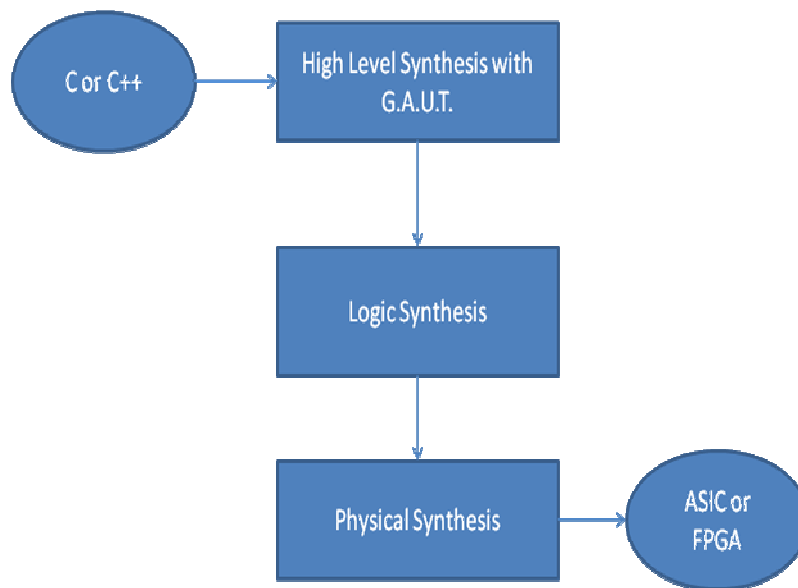 C or C++
High Level Synthesis with
G.A.U.T.
Logic Synthesis
Physical Synthesis
ASIC or
FPGA